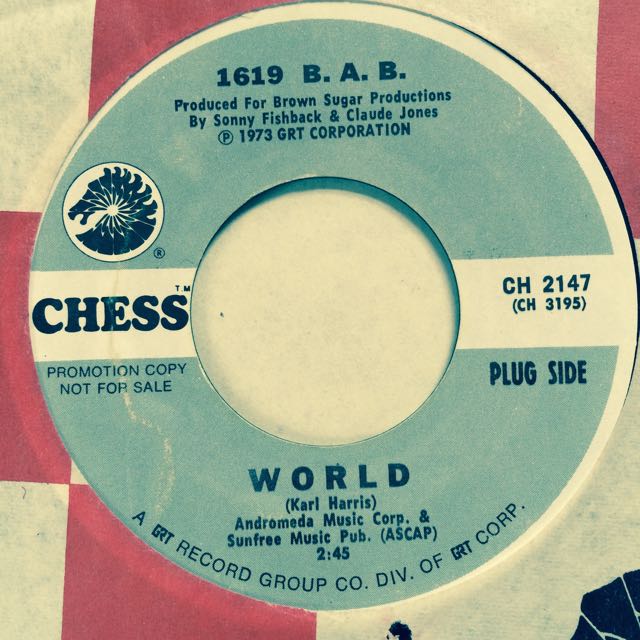 1619 B. A. B.
Produced For Brown Sugar Productions
By Sonny Fishback & Claude Jones
℗ 1973 GRT CORPORATION
®
TM
CHESS
CH 2147
(CH 3195)
PROMOTION COPY
NOT FOR SALE
PLUG SIDE
WORLD
(Karl Harris)
Andromeda Music Corp. &
Sunfree Music Pub. (ASCAP)
2:45
A GRT RECORD GROUP CO. DIV. OF GRT CORP.